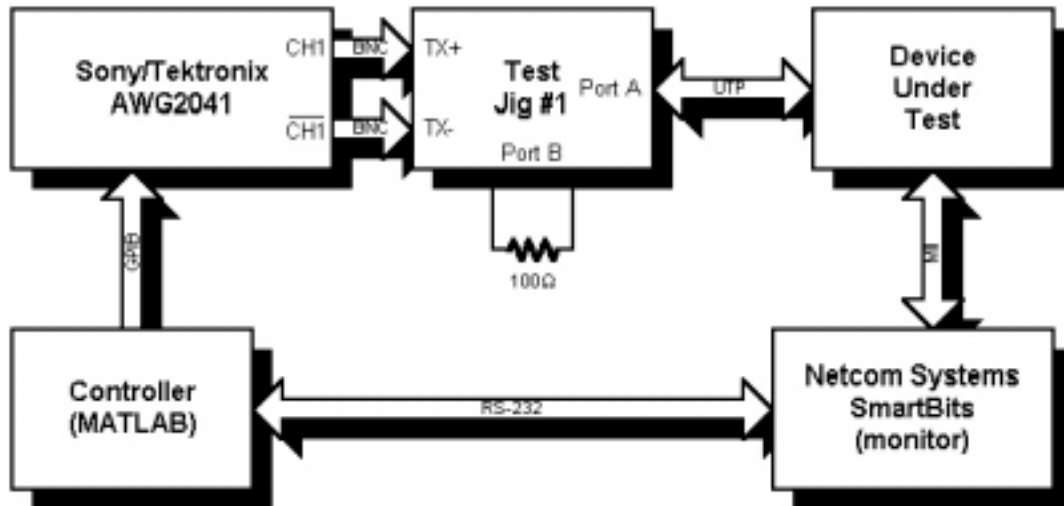 Sony/Tektronix
AWG2041
CH1
CH1
BNC
BNC
TX+
TX-
Test
Jig #1
Port A
Port B
UTP
Device
Under
Test
100Ω
GPIB
MII
Controller
(MATLAB)
RS-232
Netcom Systems
SmartBits
(monitor)